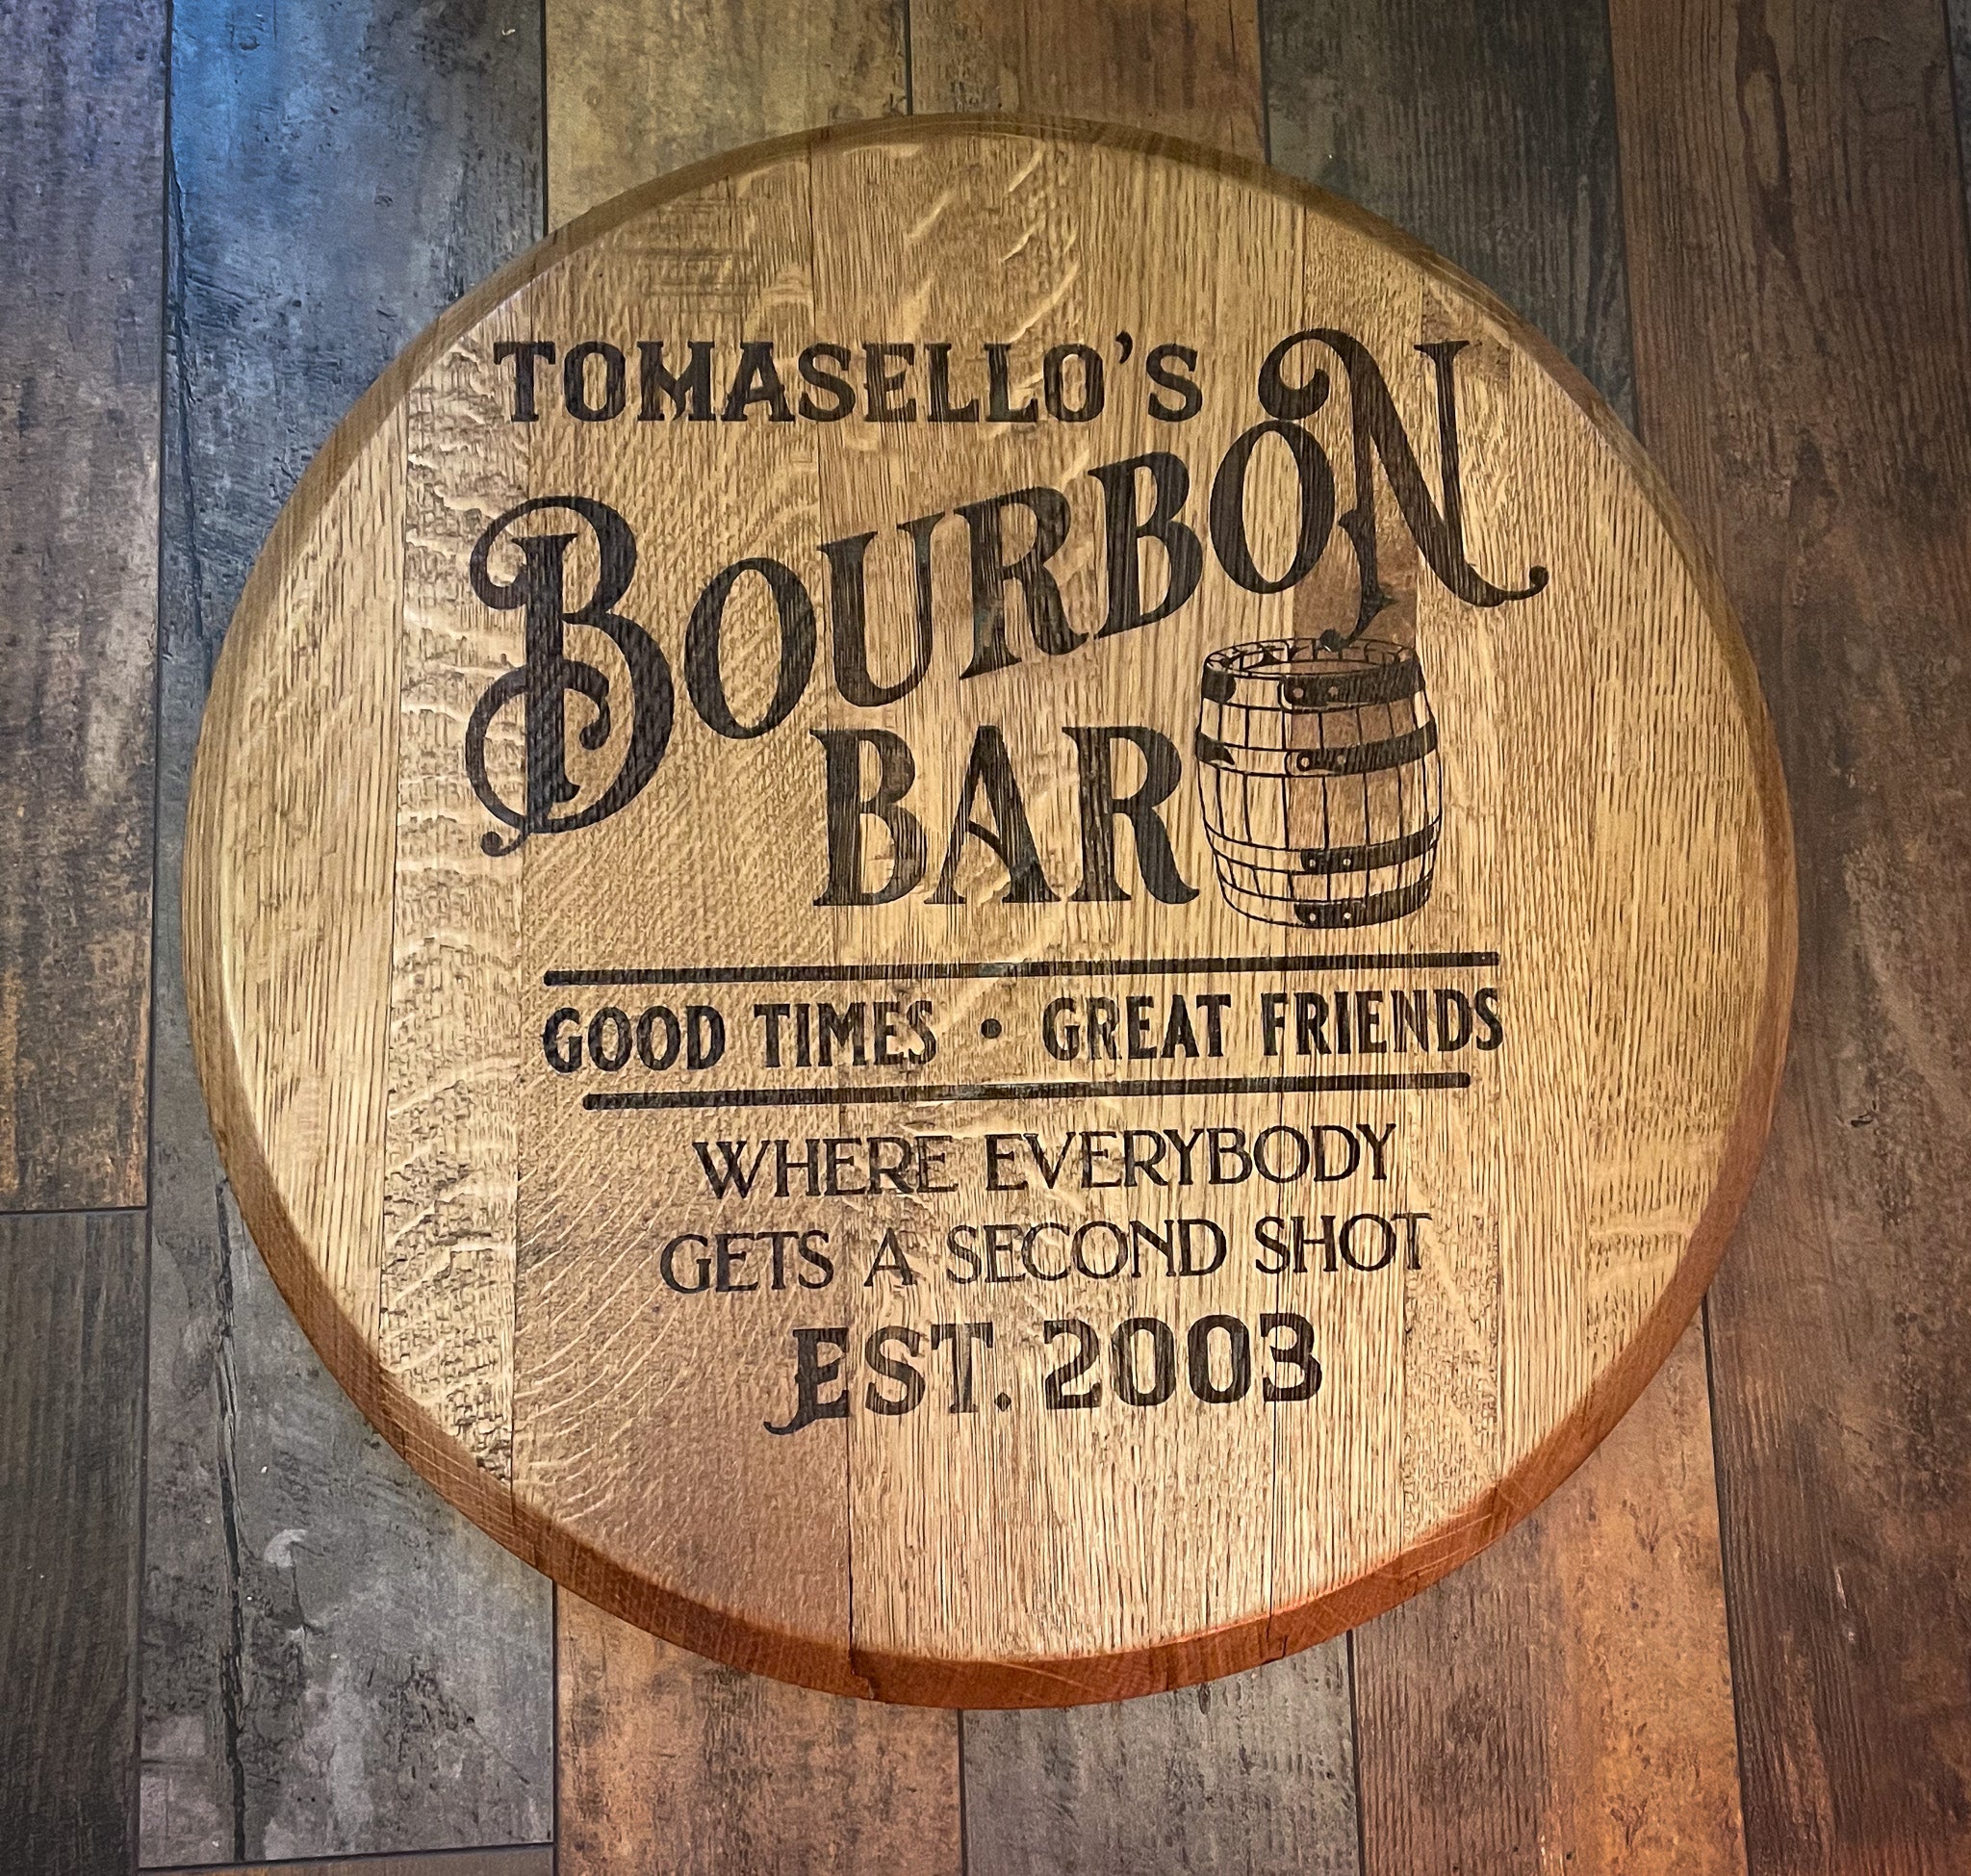 TOMASELLO'S
BOURBON
BAR
GOOD TIMES • GREAT FRIENDS
WHERE EVERYBODY
GETS A SECOND SHOT
EST. 2003